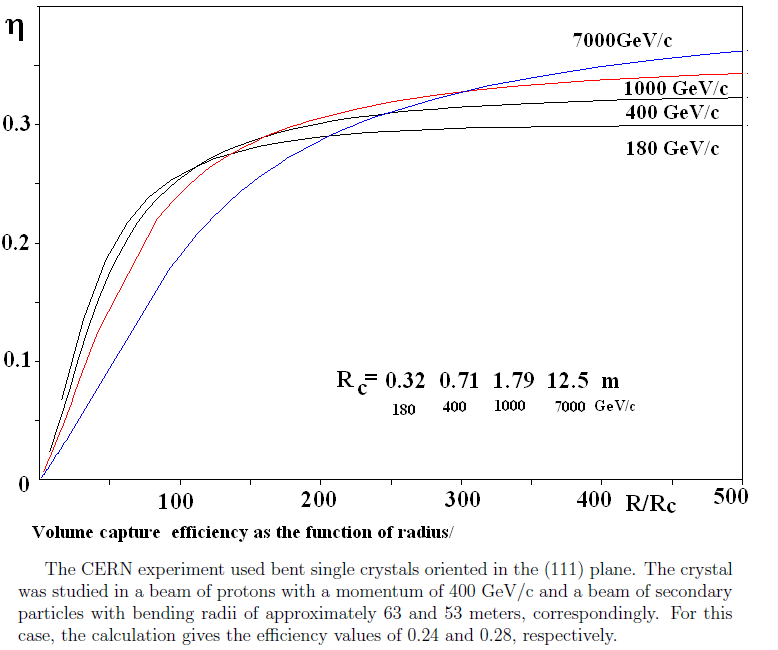 η
7000GeV/c
1000 GeV/c
400 GeV/c
180 GeV/c
0.3
0.2
0.1
0
Rc= 0.32 0.71 1.79 12.5 m
180 400 1000 7000 GeV/c
100 200 300 400 R/Rc 500
Volume capture efficiency as the function of radius/
The CERN experiment used bent single crystals oriented in the (111) plane. The crystal
was studied in a beam of protons with a momentum of 400 GeV/c and a beam of secondary
particles with bending radii of approximately 63 and 53 meters, correspondingly. For this
case, the calculation gives the efficiency values of 0.24 and 0.28, respectively.